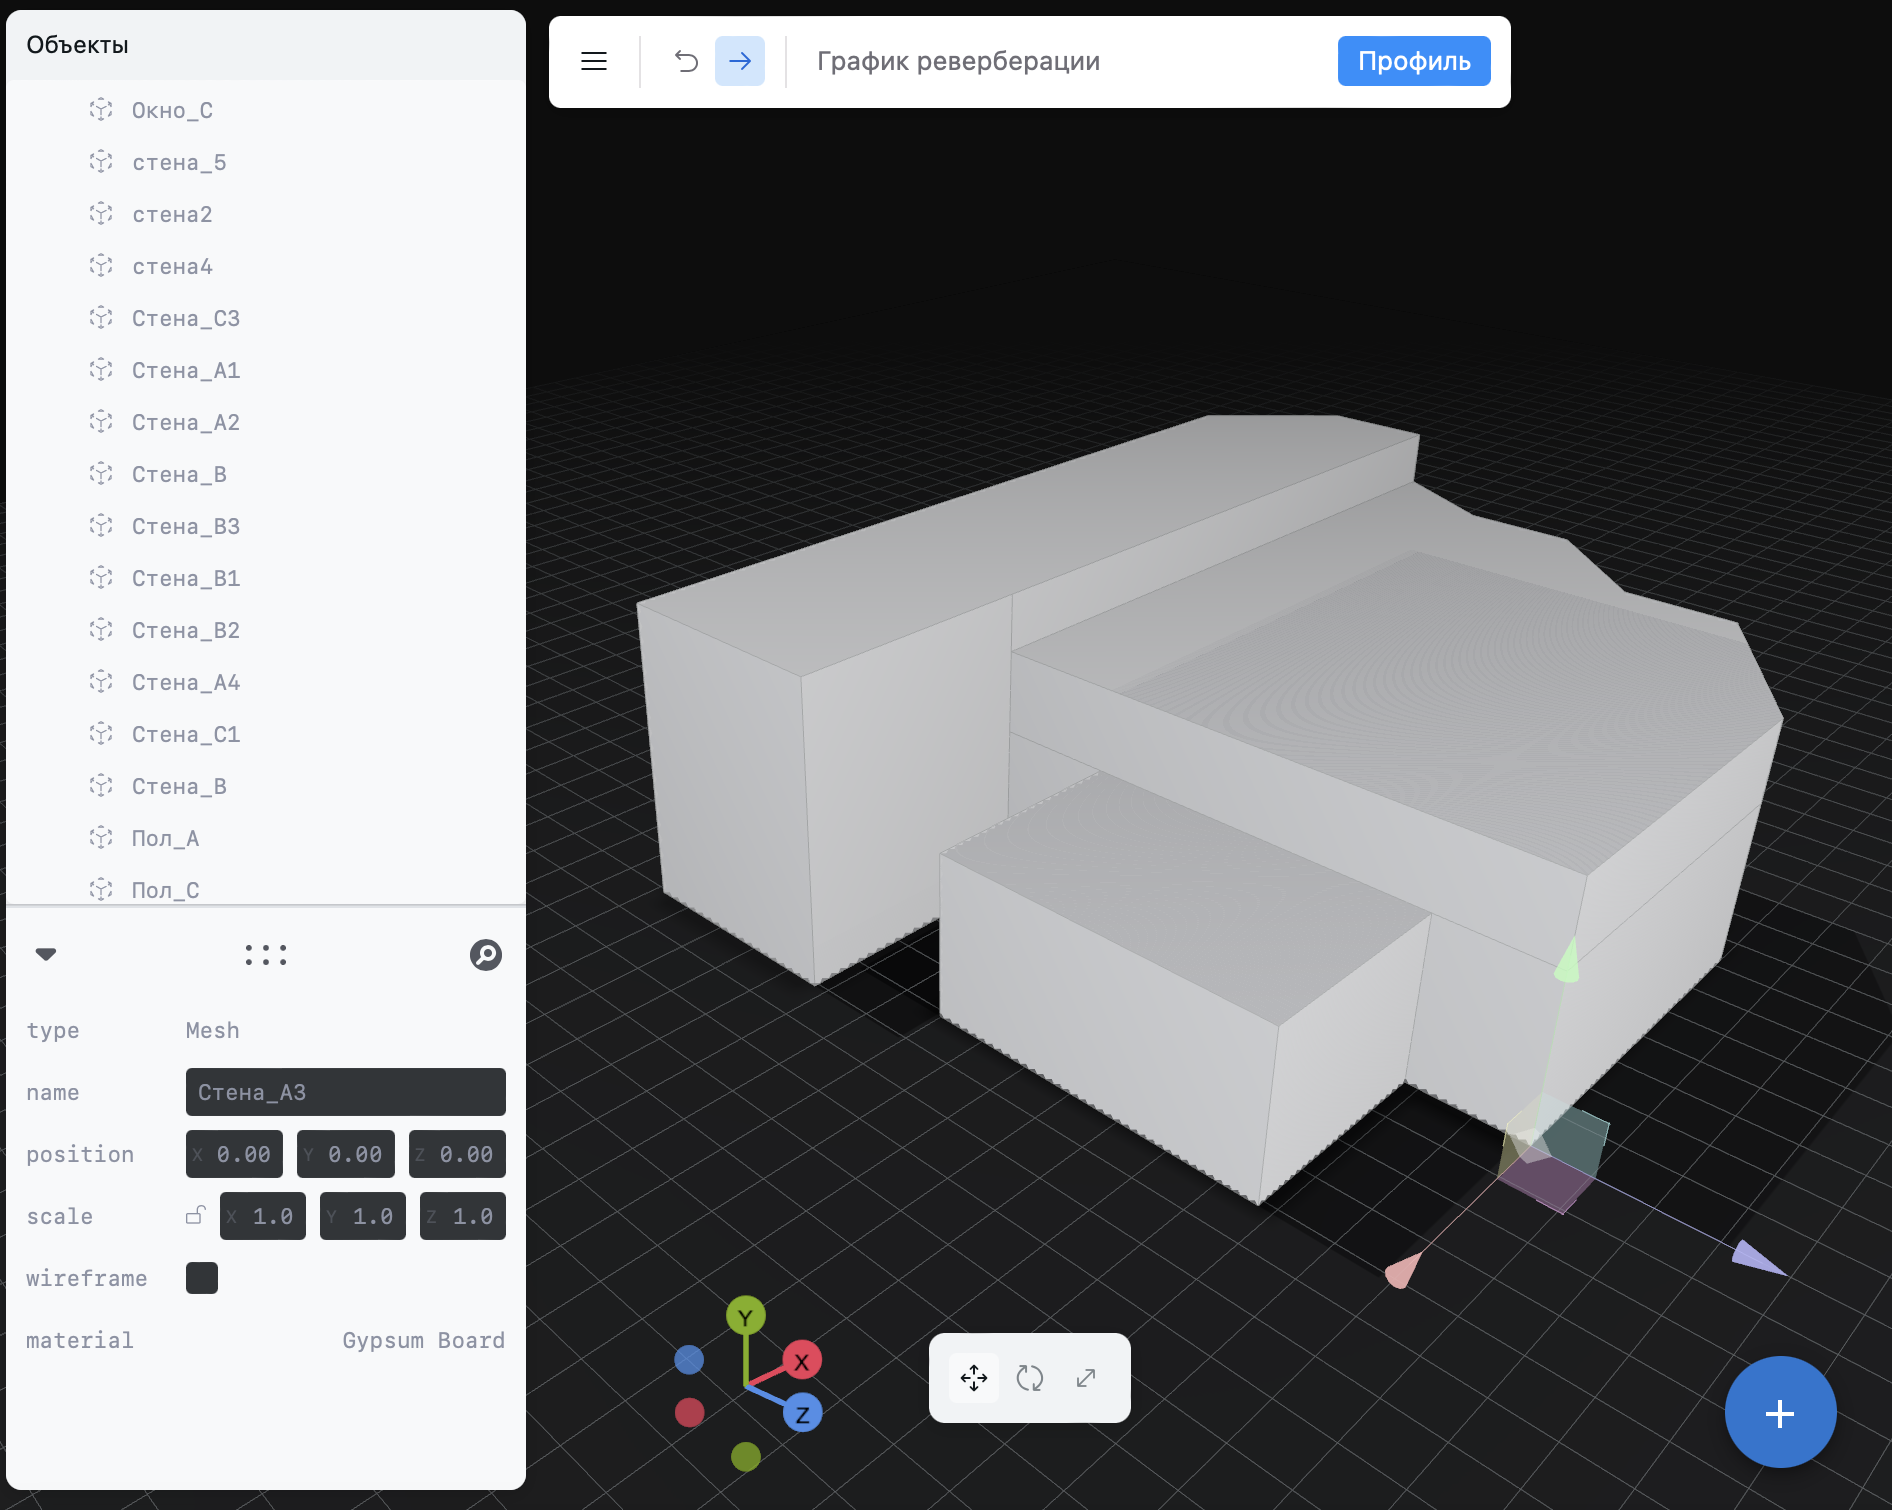 Объекты
Окно_С
стена_5
стена2
стена4
Стена_С3
Стена_А1
Стена_А2
Стена_В
Стена_В3
Стена_В1
Стена_В2
Стена_А4
Стена_С1
Стена_В
Пол_А
Пол_С
type Mesh
name Стена_А3
position X 0.00 Y 0.00 Z 0.00
scale X 1.0 Y 1.0 Z 1.0
wireframe
material Gypsum Board
График реверберации
Профиль
Y
X
Z